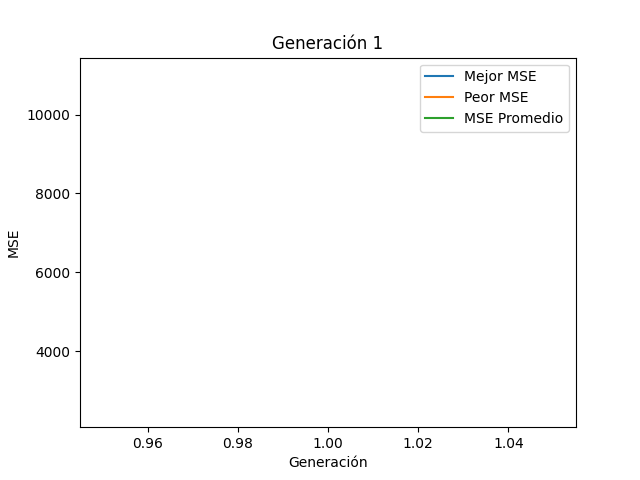 Generación 1
Mejor MSE
Peor MSE
MSE Promedio
10000
8000
6000
4000
MSE
0.96 0.98 1.00 1.02 1.04
Generación